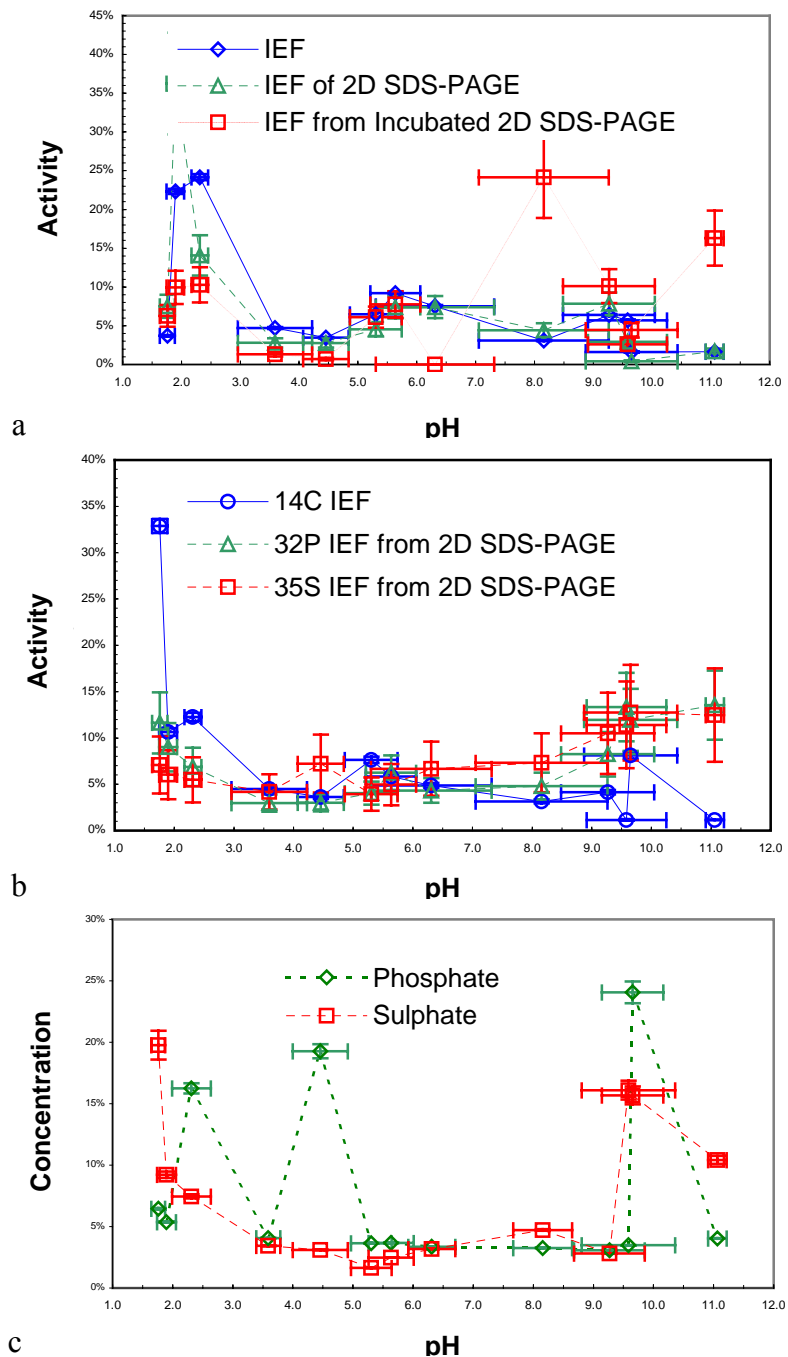 45%
40%
35%
30%
25%
20%
15%
10%
5%
0%
Activity
IEF
IEF of 2D SDS-PAGE
IEF from Incubated 2D SDS-PAGE
1.0 2.0 3.0 4.0 5.0 6.0 7.0 8.0 9.0 10.0 11.0 12.0
pH
a
40%
35%
30%
25%
20%
15%
10%
5%
0%
Activity
14C IEF
32P IEF from 2D SDS-PAGE
35S IEF from 2D SDS-PAGE
1.0 2.0 3.0 4.0 5.0 6.0 7.0 8.0 9.0 10.0 11.0 12.0
pH
b
30%
25%
20%
15%
10%
5%
0%
Concentration
Phosphate
Sulphate
1.0 2.0 3.0 4.0 5.0 6.0 7.0 8.0 9.0 10.0 11.0 12.0
pH
c